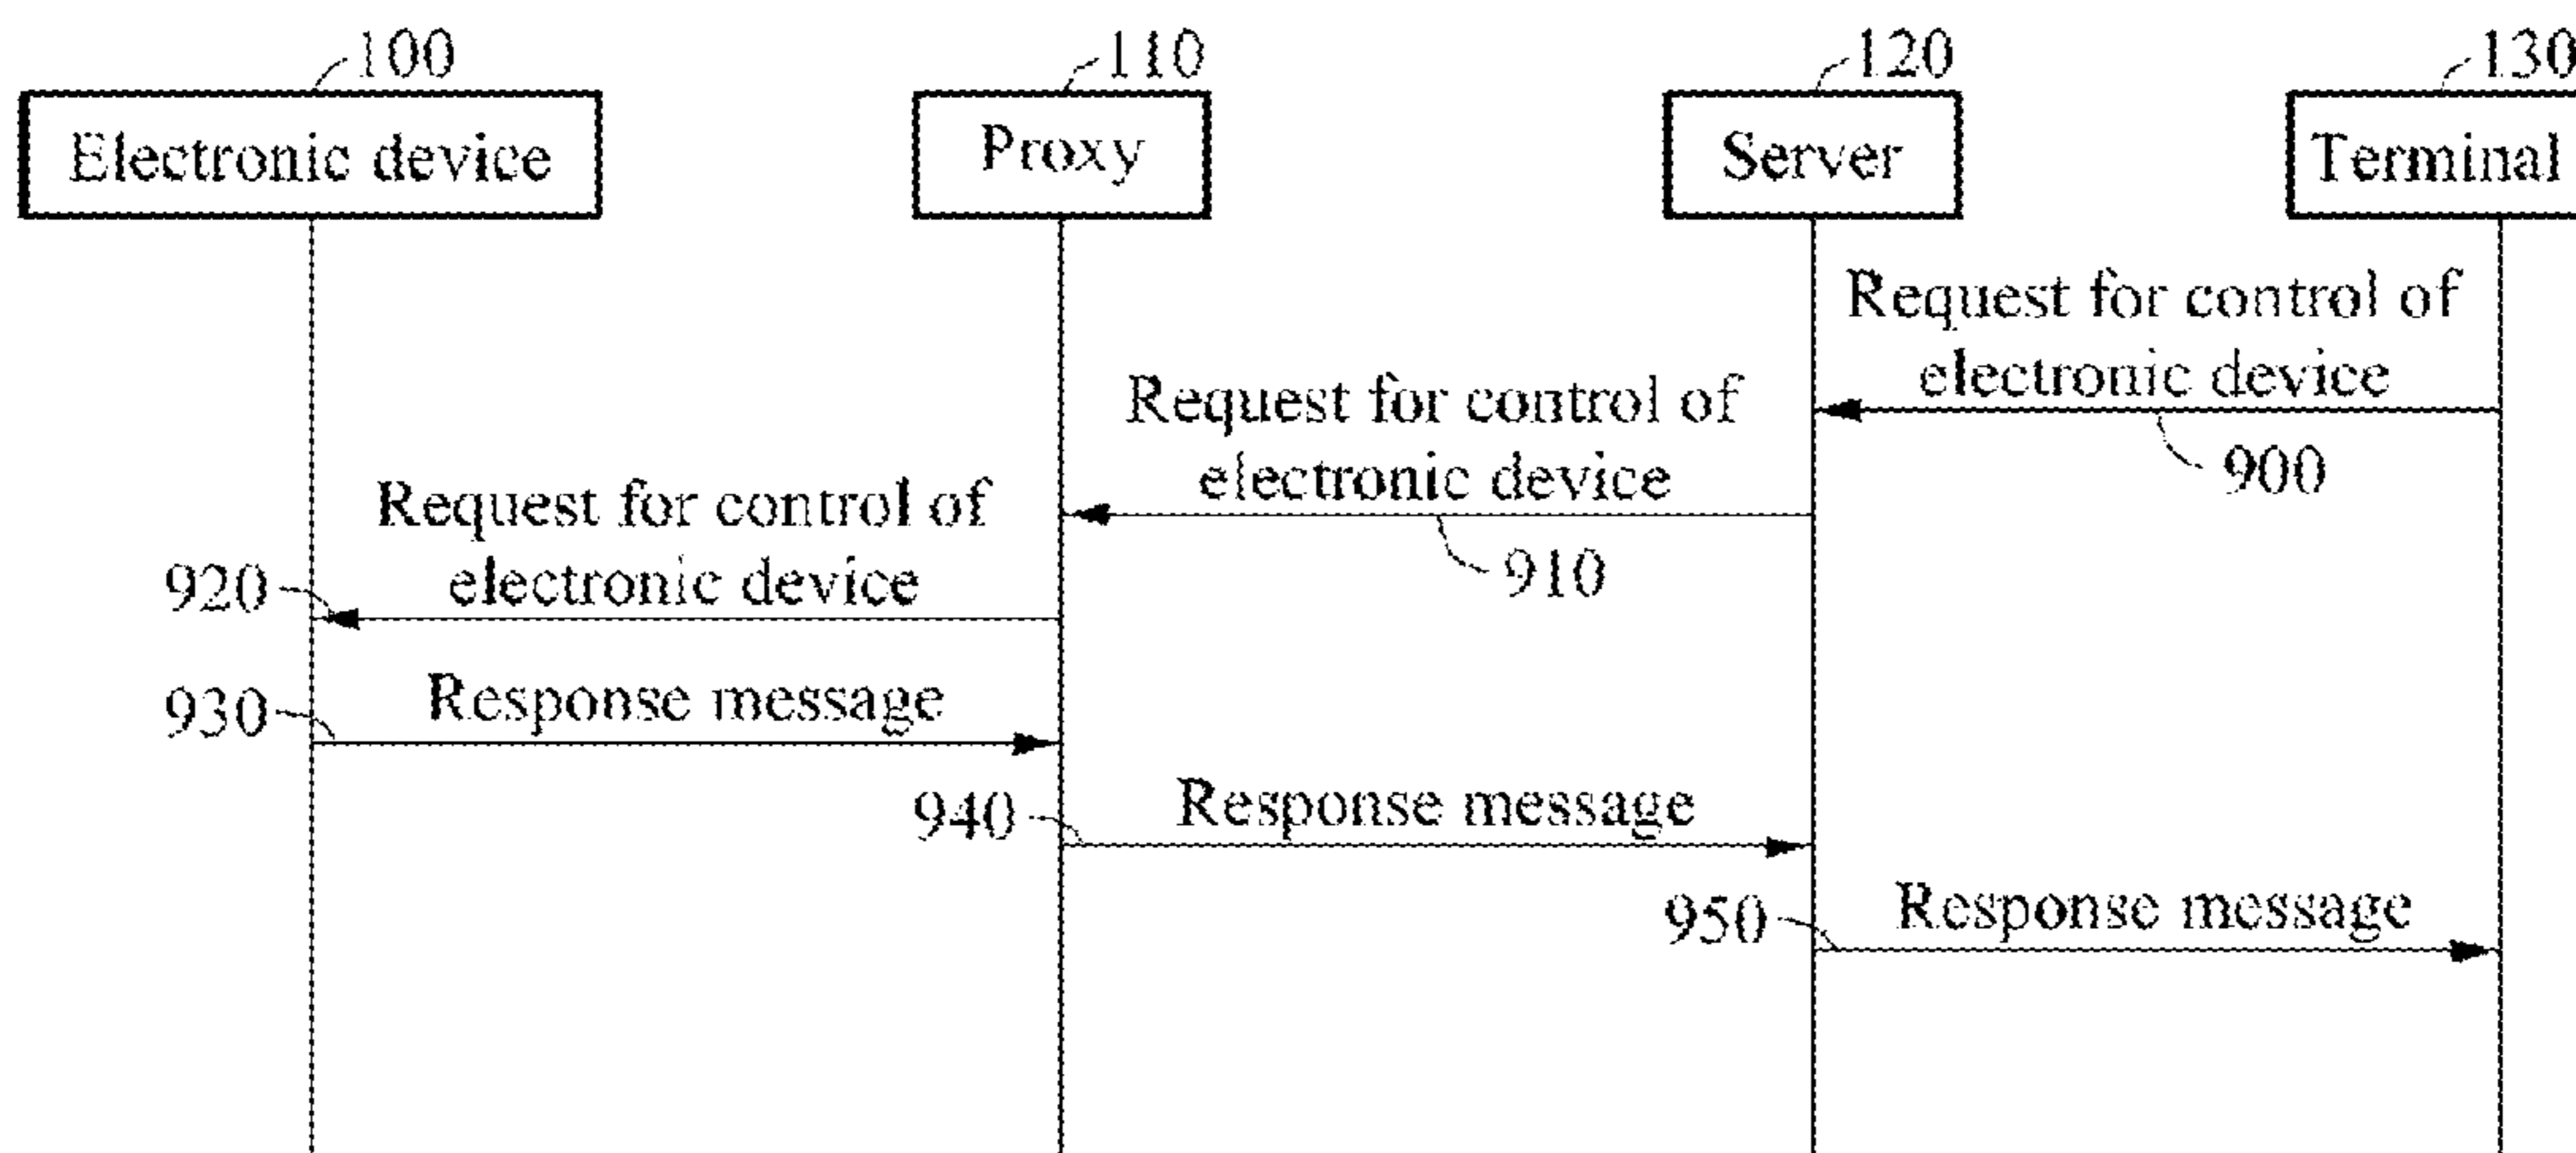 100
110
120
130
Electronic device
Proxy
Server
Terminal
Request for control of
electronic device
900
Request for control of
electronic device
910
Request for control of
electronic device
920
930
Response message
940
Response message
950
Response message